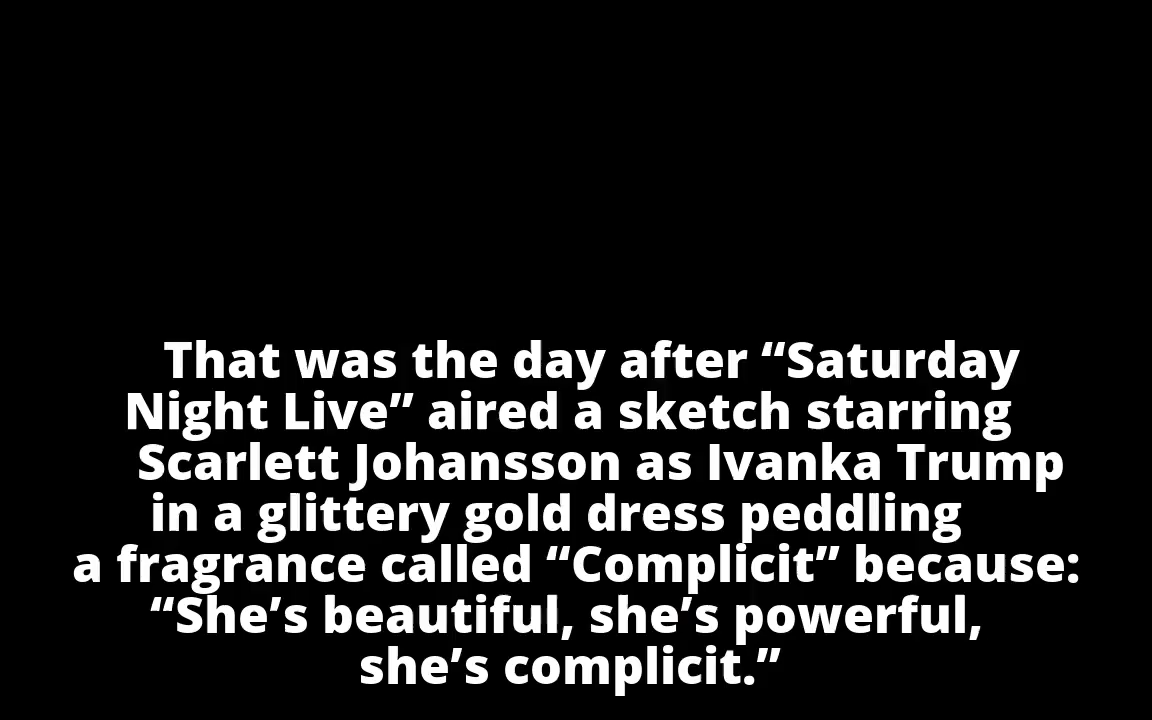 That was the day after “Saturday
Night Live” aired a sketch starring
Scarlett Johansson as Ivanka Trump
in a glittery gold dress peddling
a fragrance called “Complicit” because:
“She’s beautiful, she’s powerful,
she’s complicit.”